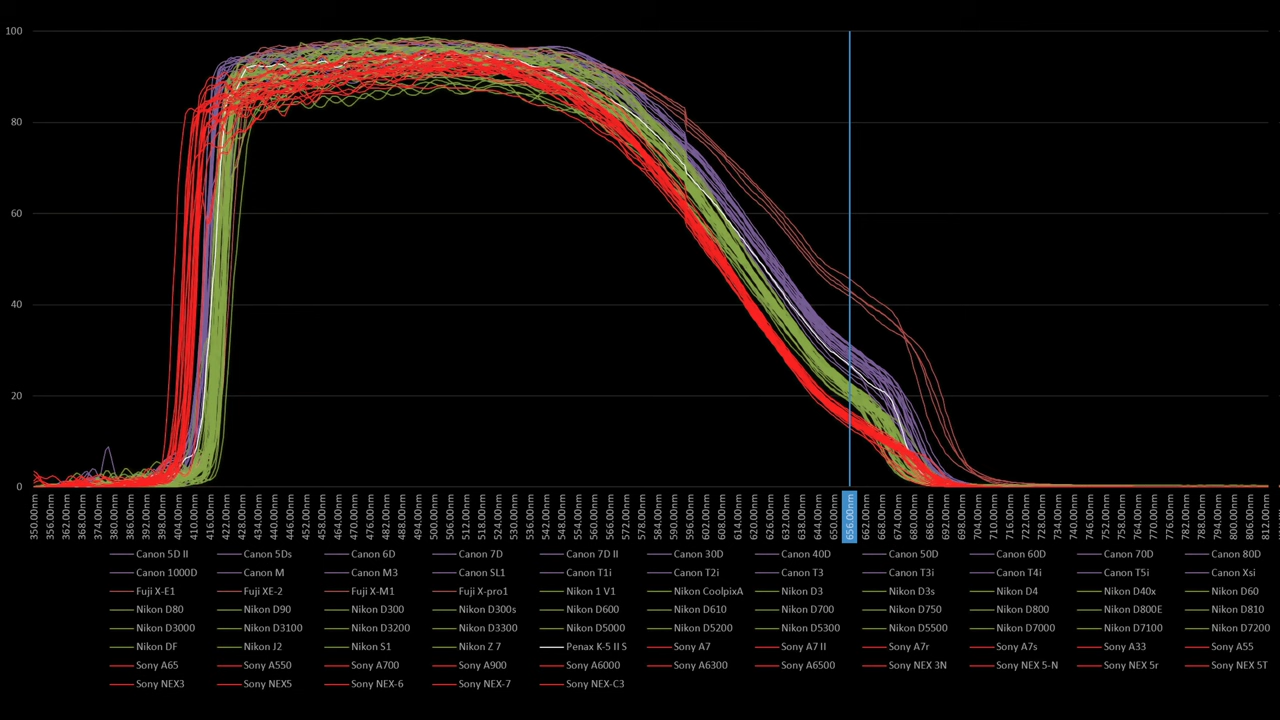 100
80
60
40
20
0
350.00nm 356.00nm 362.00nm 368.00nm 374.00nm 380.00nm 386.00nm 392.00nm 398.00nm 404.00nm 410.00nm 416.00nm 422.00nm 428.00nm 434.00nm 440.00nm 446.00nm 452.00nm 458.00nm 464.00nm 470.00nm 476.00nm 482.00nm 488.00nm 494.00nm 500.00nm 506.00nm 512.00nm 518.00nm 524.00nm 530.00nm 536.00nm 542.00nm 548.00nm 554.00nm 560.00nm 566.00nm 572.00nm 578.00nm 584.00nm 590.00nm 596.00nm 602.00nm 608.00nm 614.00nm 620.00nm 626.00nm 632.00nm 638.00nm 644.00nm 650.00nm 656.00nm 662.00nm 668.00nm 674.00nm 680.00nm 686.00nm 692.00nm 698.00nm 704.00nm 710.00nm 716.00nm 722.00nm 728.00nm 734.00nm 740.00nm 746.00nm 752.00nm 758.00nm 764.00nm 770.00nm 776.00nm 782.00nm 788.00nm 794.00nm 800.00nm 806.00nm 812.00nm
Canon 5D II Canon 5Ds Canon 6D Canon 7D Canon 7D II Canon 30D Canon 40D Canon 50D Canon 60D Canon 70D Canon 80D
Canon 1000D Canon M Canon M3 Canon SL1 Canon T1i Canon T2i Canon T3 Canon T3i Canon T4i Canon T5i Canon Xsi
Fuji X-E1 Fuji XE-2 Fuji X-M1 Fuji X-pro1 Nikon 1 V1 Nikon CoolpixA Nikon D3 Nikon D3s Nikon D4 Nikon D40x Nikon D60
Nikon D80 Nikon D90 Nikon D300 Nikon D300s Nikon D600 Nikon D610 Nikon D700 Nikon D750 Nikon D800 Nikon D800E Nikon D810
Nikon D3000 Nikon D3100 Nikon D3200 Nikon D3300 Nikon D5000 Nikon D5200 Nikon D5300 Nikon D5500 Nikon D7000 Nikon D7100 Nikon D7200
Nikon DF Nikon J2 Nikon S1 Nikon Z 7 Penax K-5 II S Sony A7 Sony A7 II Sony A7r Sony A7s Sony A33 Sony A55
Sony A65 Sony A550 Sony A700 Sony A900 Sony A6000 Sony A6300 Sony A6500 Sony NEX 3N Sony NEX 5-N Sony NEX 5r Sony NEX 5T
Sony NEX3 Sony NEX5 Sony NEX-6 Sony NEX-7 Sony NEX-C3